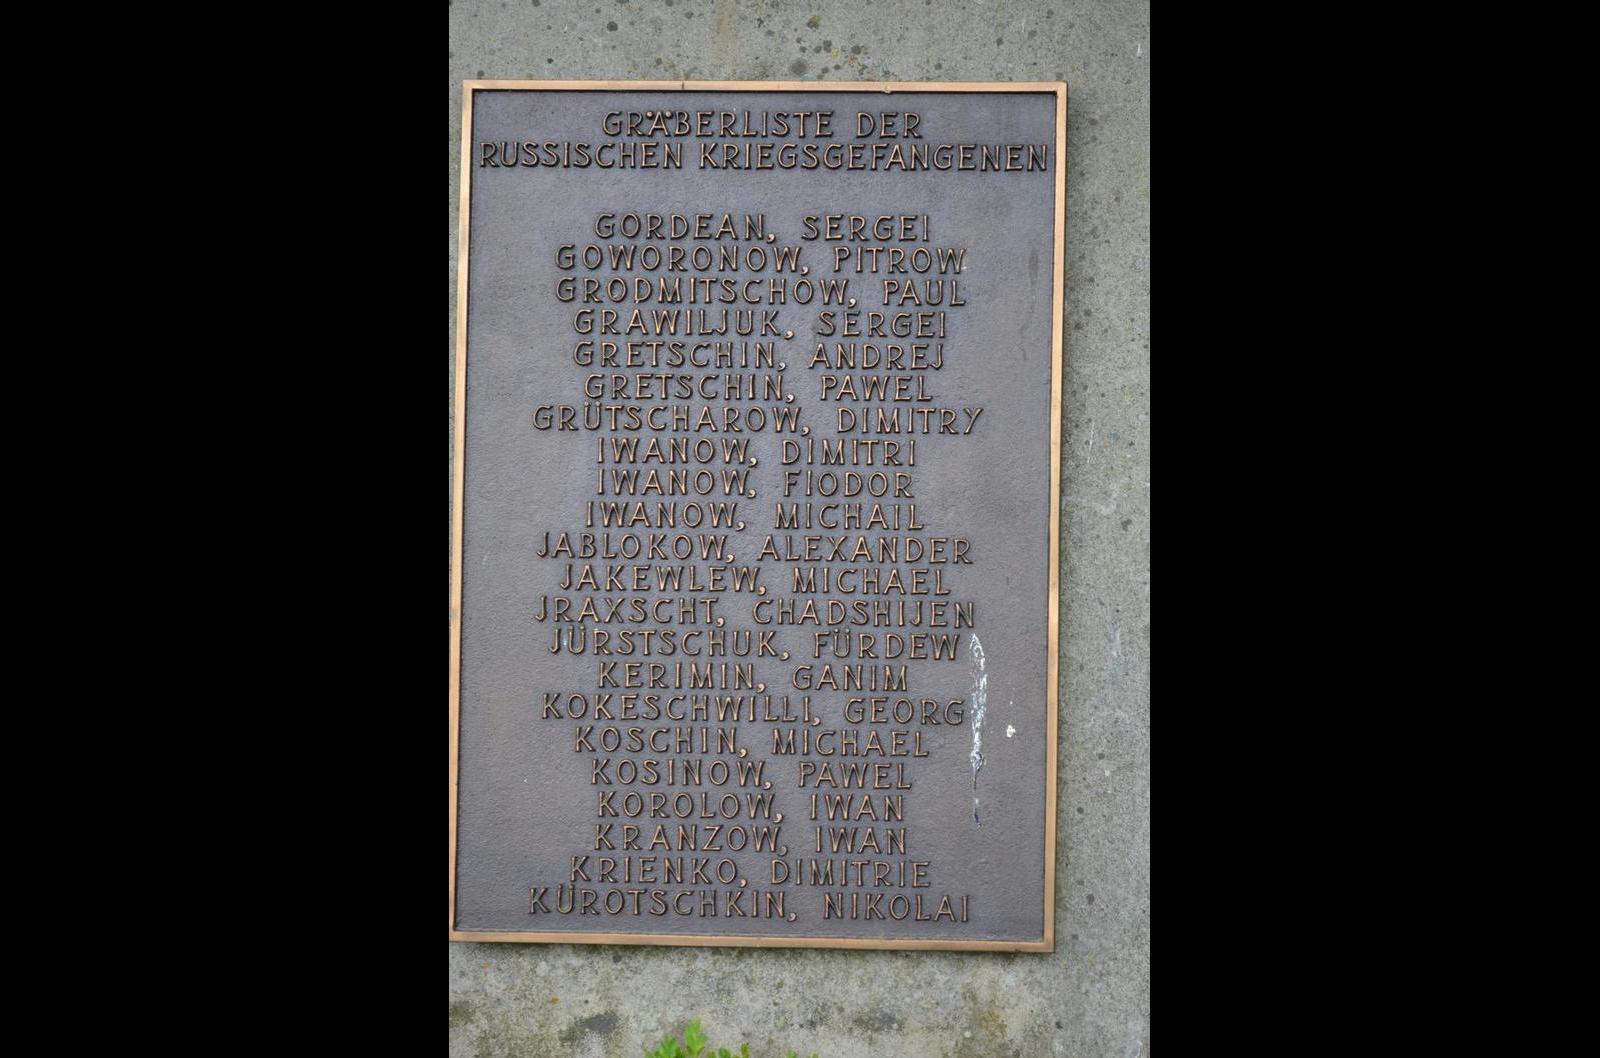 GRÄBERLISTE DER
RUSSISCHEN KRIEGSGEFANGENEN
GORDEAN, SERGEI
GOWORONOW, PITROW
GRODMITSCHOW, PAUL
GRAWILJUK, SERGEI
GRETSCHIN, ANDREJ
GRETSCHIN, PAWEL
GRÜTSCHAROW, DIMITRY
IWANOW, DIMITRI
IWANOW, FIODOR
IWANOW, MICHAIL
JABLOKOW, ALEXANDER
JAKEWLEW, MICHAEL
JRAXSCHT, CHADSHIJEN
JÜRSTSCHUK, FÜRDEW
KERIMIN, GANIM
KOKESCHWILLI, GEORG
KOSCHIN, MICHAEL
KOSINOW, PAWEL
KOROLOW, IWAN
KRANZOW, IWAN
KRIENKO, DIMITRIE
KÜROTSCHKIN, NIKOLAI